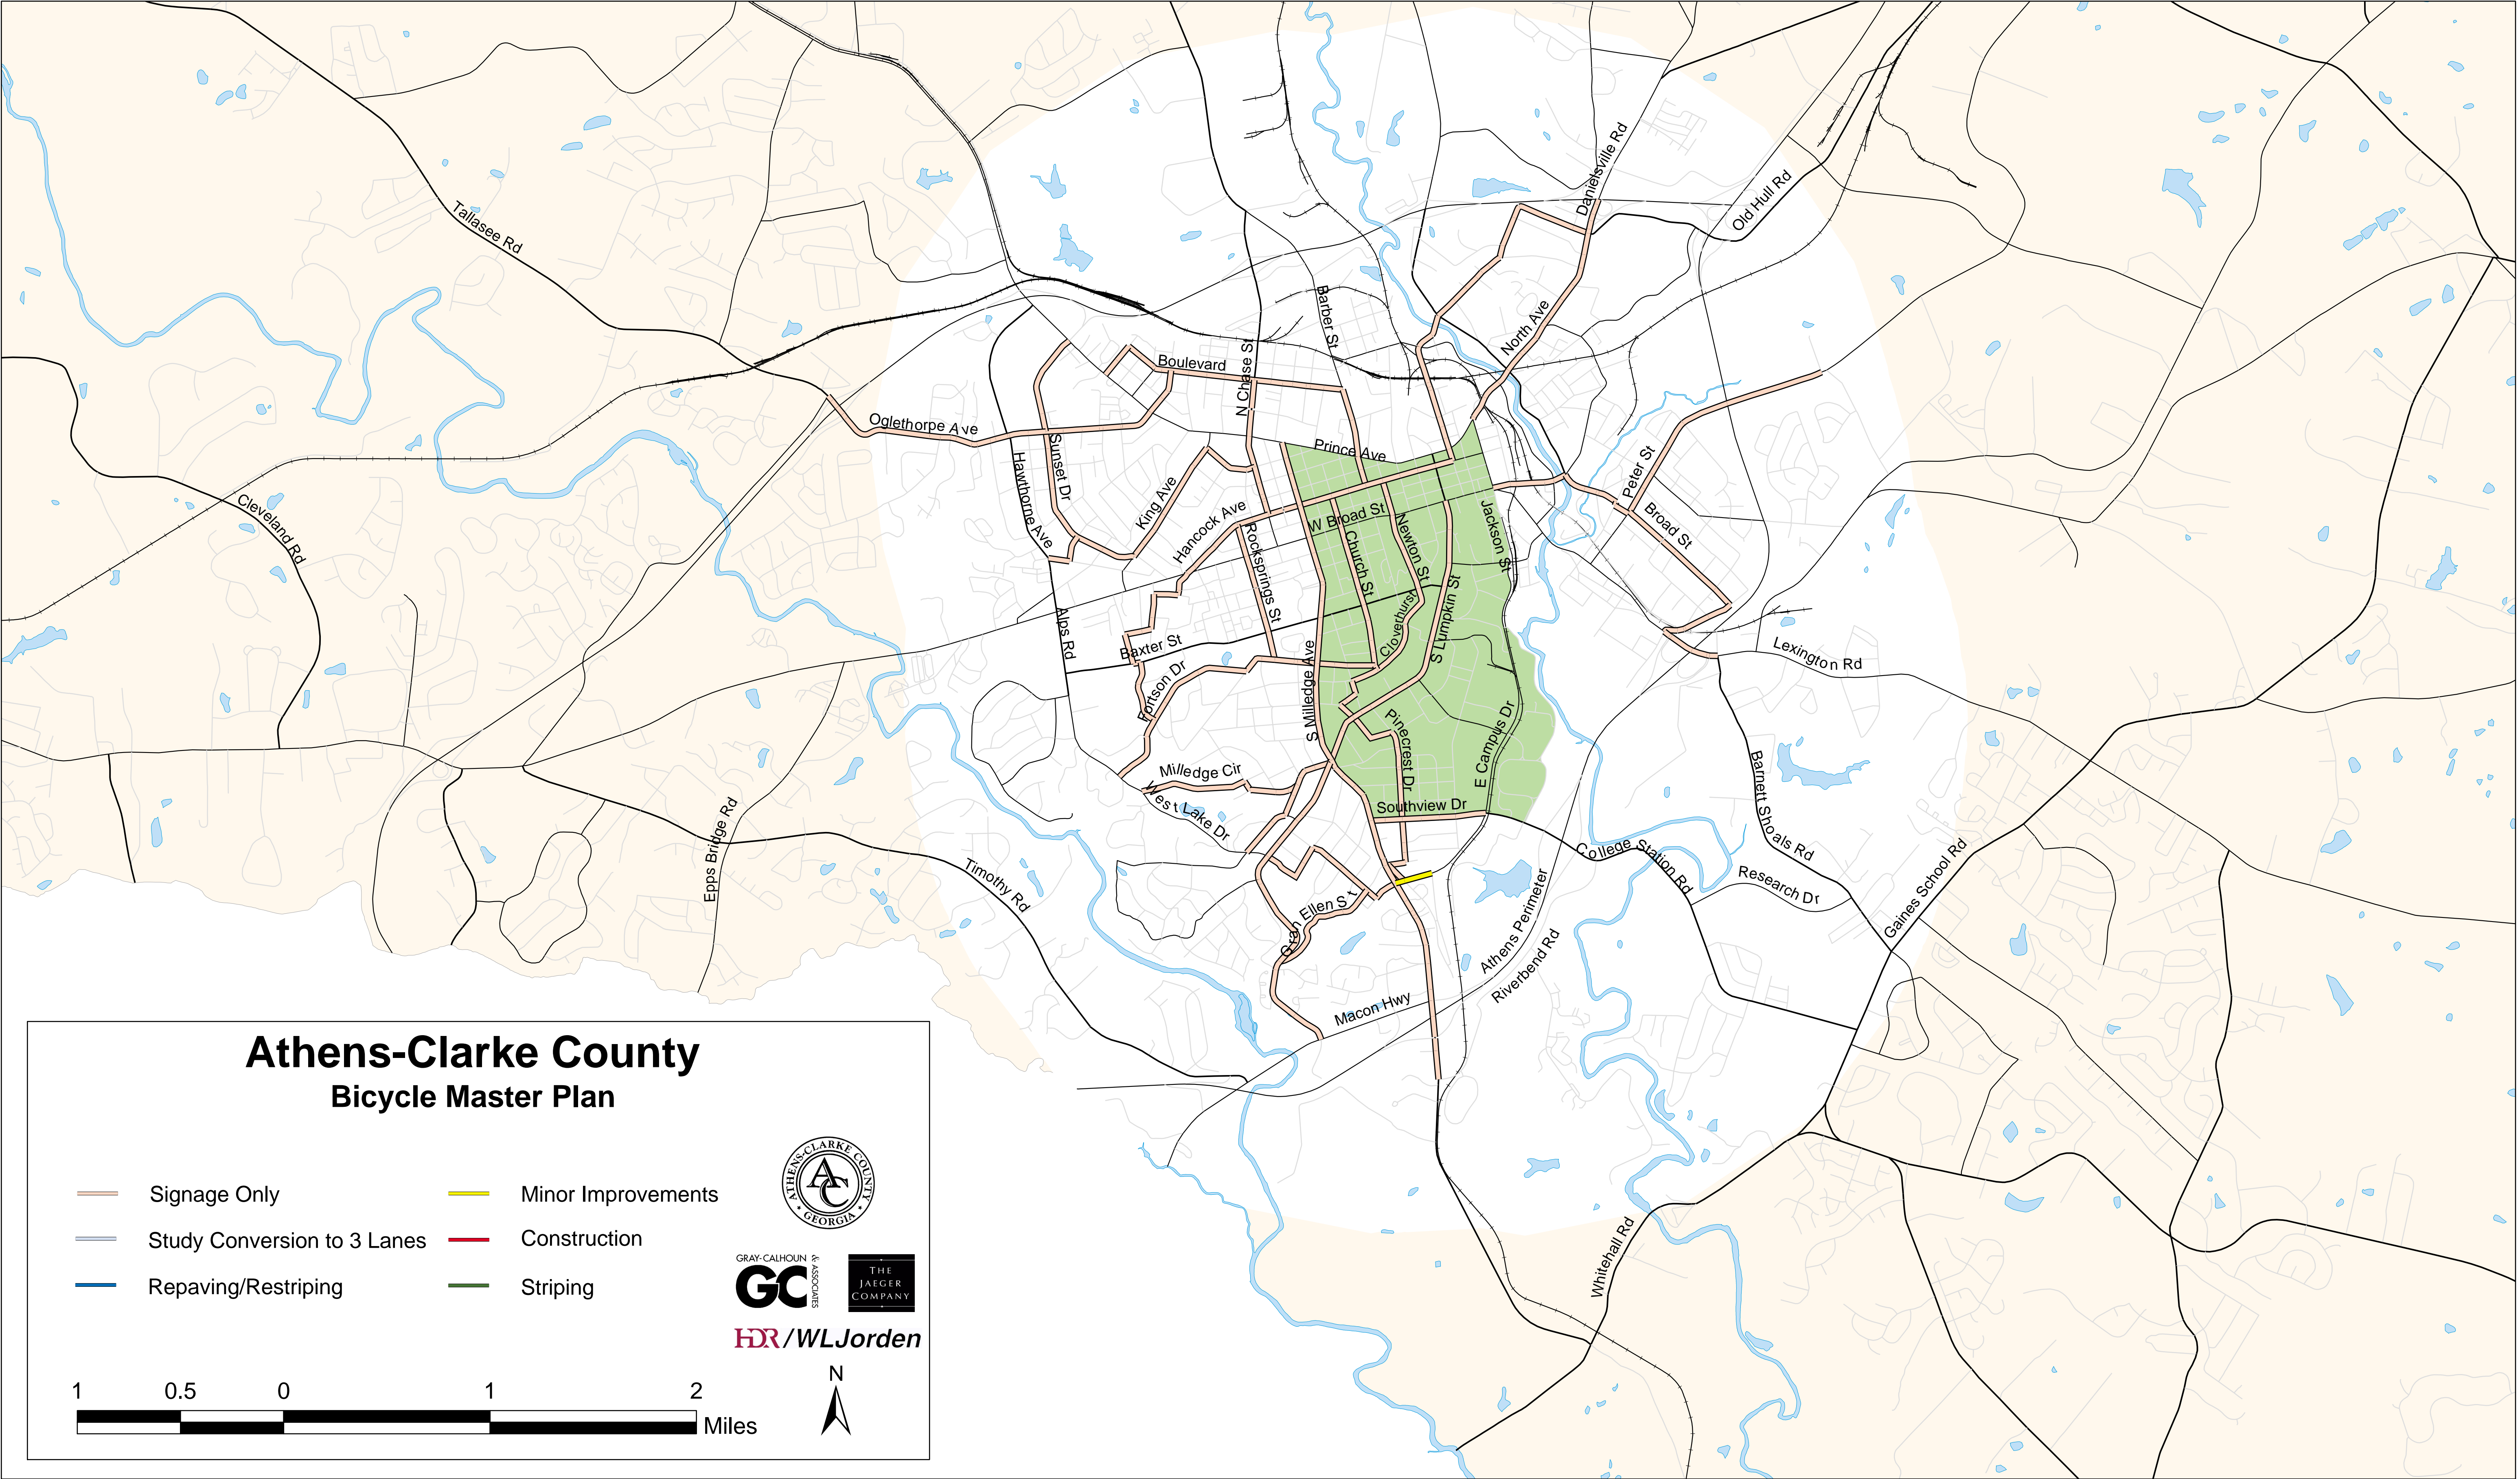 Danielsville Rd
Old Hull Rd
Tallasee Rd
Barber St
North Ave
N Chase St
Boulevard
Oglethorpe Ave
Prince Ave
Sunset Dr
Hawthorne Ave
King Ave
Hancock Ave
Peter St
Broad St
Cleveland Rd
W Broad St
Jackson St
Newton St
Church St
Rocksprings St
Cloverhurst
S Lumpkin St
Alps Rd
Baxter St
Fortson Dr
Lexington Rd
S Milledge Ave
Pinecrest Dr
E Campus Dr
Milledge Cir
West Lake Dr
Southview Dr
Barnett Shoals Rd
Epps Bridge Rd
Timothy Rd
College Station Rd
Research Dr
Gaines School Rd
Gran Ellen St
Athens Perimeter
Riverbend Rd
Macon Hwy
Whitehall Rd
Athens-Clarke County
Bicycle Master Plan
Signage Only
Minor Improvements
Study Conversion to 3 Lanes
Construction
Repaving/Restriping
Striping
ATHENS-CLARKE COUNTY
AC
GEORGIA
GRAY-CALHOUN & ASSOCIATES
GC
THE
JAEGER
COMPANY
HDR/WLJorden
N
1 0.5 0 1 2
Miles